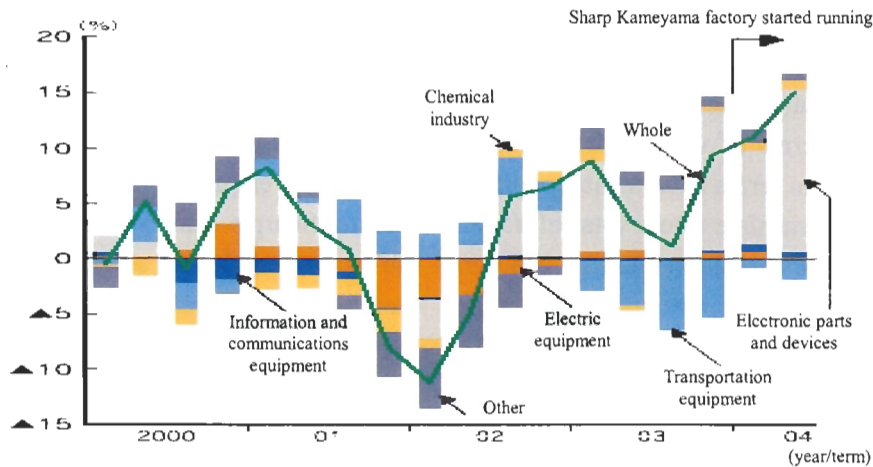 (%)
Sharp Kameyama factory started running
20
15
Chemical
industry
10
Whole
5
0
▲5
Information and
communications
equipment
Electric
equipment
Electronic parts
and devices
▲10
Transportation
equipment
Other
▲15
2000
01
02
03
04
(year/term)